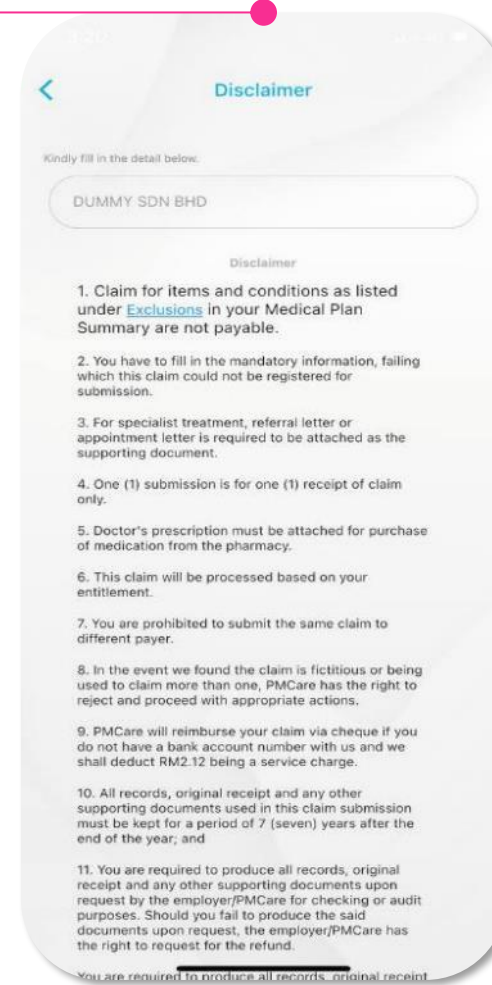 Disclaimer
Kindly fill in the detail below.
DUMMY SDN BHD
Disclaimer
1. Claim for items and conditions as listed
under Exclusions in your Medical Plan
Summary are not payable.
2. You have to fill in the mandatory information, failing
which this claim could not be registered for
submission.
3. For specialist treatment, referral letter or
appointment letter is required to be attached as the
supporting document.
4. One (1) submission is for one (1) receipt of claim
only.
5. Doctor's prescription must be attached for purchase
of medication from the pharmacy.
6. This claim will be processed based on your
entitlement.
7. You are prohibited to submit the same claim to
different payer.
8. In the event we found the claim is fictitious or being
used to claim more than one, PMCare has the right to
reject and proceed with appropriate actions.
9. PMCare will reimburse your claim via cheque if you
do not have a bank account number with us and we
shall deduct RM2.12 being a service charge.
10. All records, original receipt and any other
supporting documents used in this claim submission
must be kept for a period of 7 (seven) years after the
end of the year; and
11. You are required to produce all records, original
receipt and any other supporting documents upon
request by the employer/PMCare for checking or audit
purposes. Should you fail to produce the said
documents upon request, the employer/PMCare has
the right to request for the refund.
You are required to produce all records, original receipt